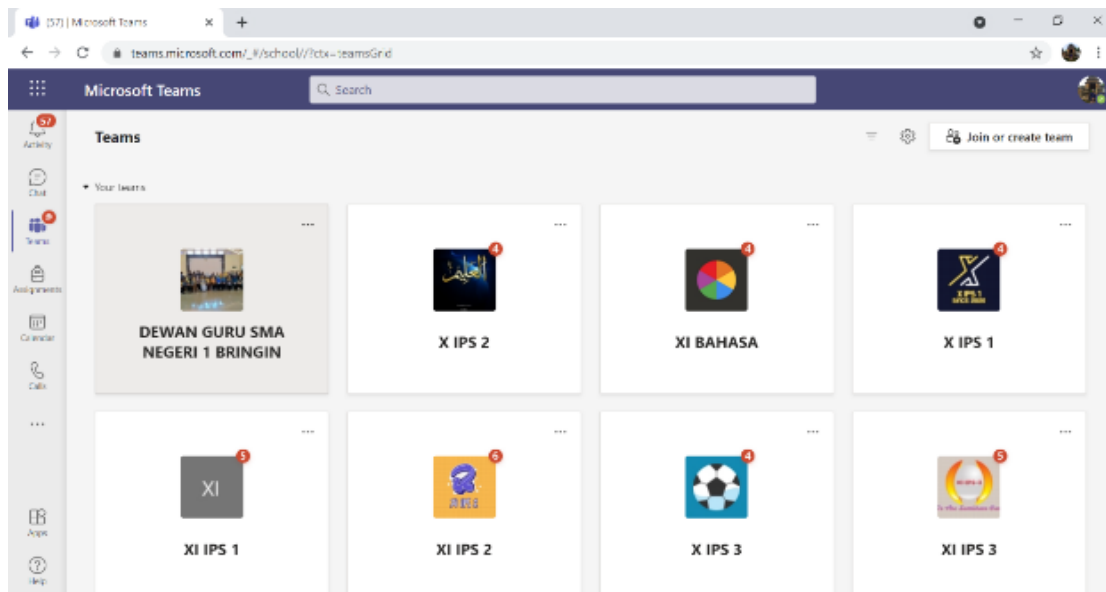 (57) | Microsoft Teams
teams.microsoft.com/_#/school//?ctx=teamsGrid
Microsoft Teams
Search
57
Activity
Teams
Join or create team
Chat
Your teams
Teams
Assignments
Calendar
Calls
Apps
Help
DEWAN GURU SMA
NEGERI 1 BRINGIN
4
العليم
X IPS 2
4
XI BAHASA
4
X IPS 1
X IPS 1
5
XI
XI IPS 1
6
XI IPS 2
4
X IPS 3
5
XI IPS 3